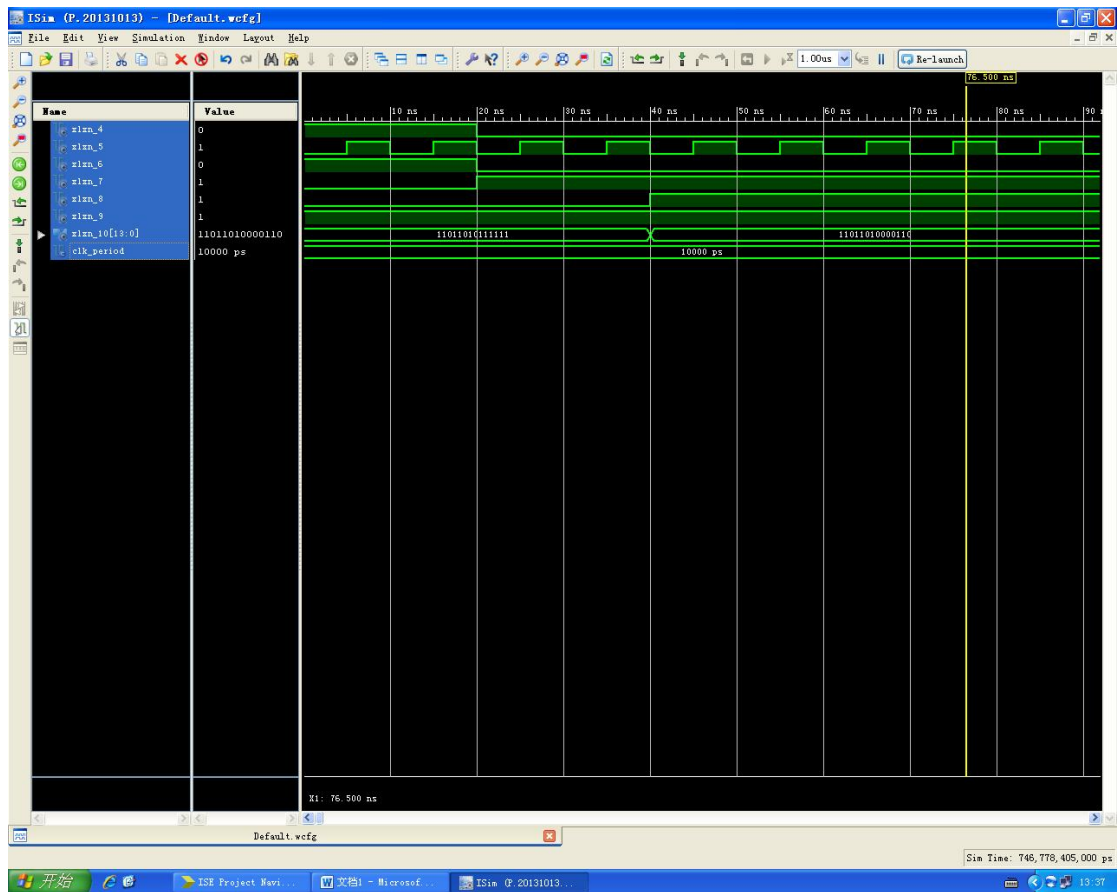 ISim (P.20131013) - [Default.wcfg]
File Edit View Simulation Window Layout Help
1.00us Re-launch
76.500 ns
Name Value
10 ns 20 ns 30 ns 40 ns 50 ns 60 ns 70 ns 80 ns 90
xlxn_4 0
xlxn_5 1
xlxn_6 0
xlxn_7 1
xlxn_8 1
xlxn_9 1
xlxn_10[13:0] 11011010000110 11011010111111 11011010000110
clk_period 10000 ps 10000 ps
X1: 76.500 ns
Default.wcfg
Sim Time: 746,778,405,000 ps
开始 ISE Project Navi... 文档1 - Microsof... ISim (P.20131013... 13:37